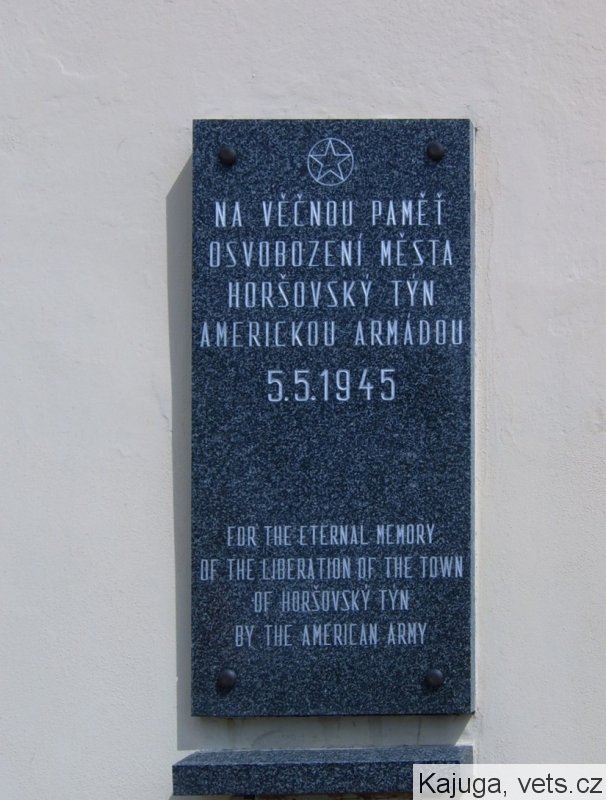 NA VĚČNOU PAMĚŤ
OSVOBOZENÍ MĚSTA
HORŠOVSKÝ TÝN
AMERICKOU ARMÁDOU
5.5.1945
FOR THE ETERNAL MEMORY
OF THE LIBERATION OF THE TOWN
OF HORŠOVSKÝ TÝN
BY THE AMERICAN ARMY
Kajuga, vets.cz